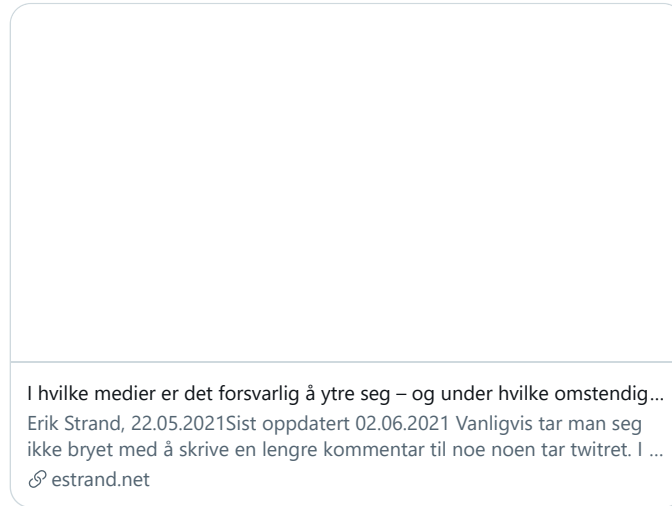 I hvilke medier er det forsvarlig å ytre seg – og under hvilke omstendig...
Erik Strand, 22.05.2021Sist oppdatert 02.06.2021 Vanligvis tar man seg
ikke bryet med å skrive en lengre kommentar til noe noen tar twitret. I ...
estrand.net